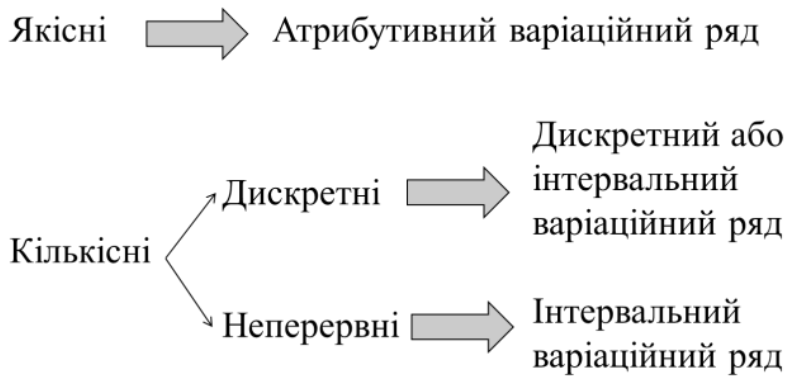 Якісні
Атрибутивний варіаційний ряд
Кількісні
Дискретні
Дискретний або
інтервальний
варіаційний ряд
Неперервні
Інтервальний
варіаційний ряд